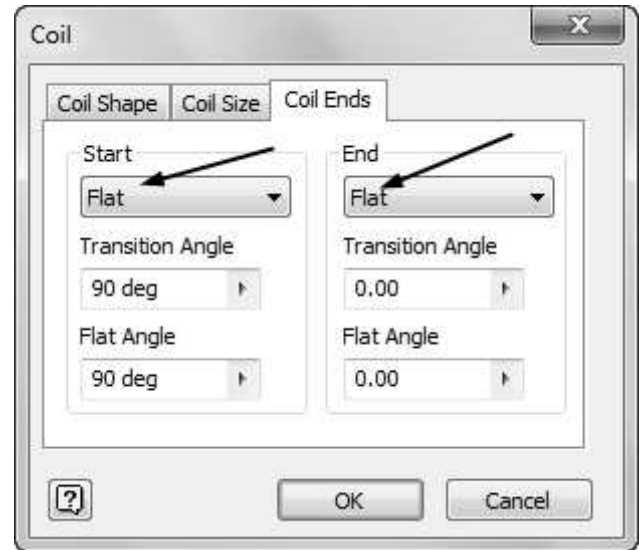 Coil
Coil Shape Coil Size Coil Ends
Start End
Flat Flat
Transition Angle Transition Angle
90 deg 0.00
Flat Angle Flat Angle
90 deg 0.00
? OK Cancel